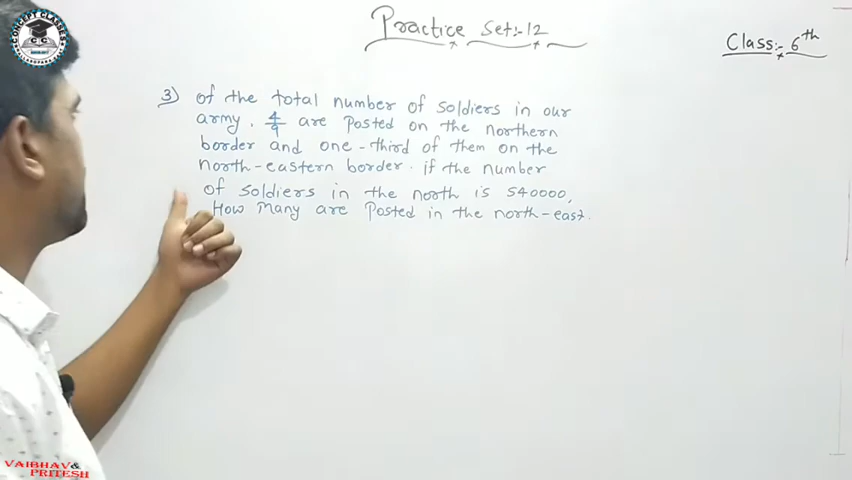 CONCEPT CLASSES
Practice Set:-12
Class:- 6th
3) of the total number of soldiers in our
army. 4/9 are posted on the northern
border and one-third of them on the
north-eastern border. if the number
of soldiers in the north is 540000,
How Many are Posted in the north-east.
VAIBHAV&
PRITESH